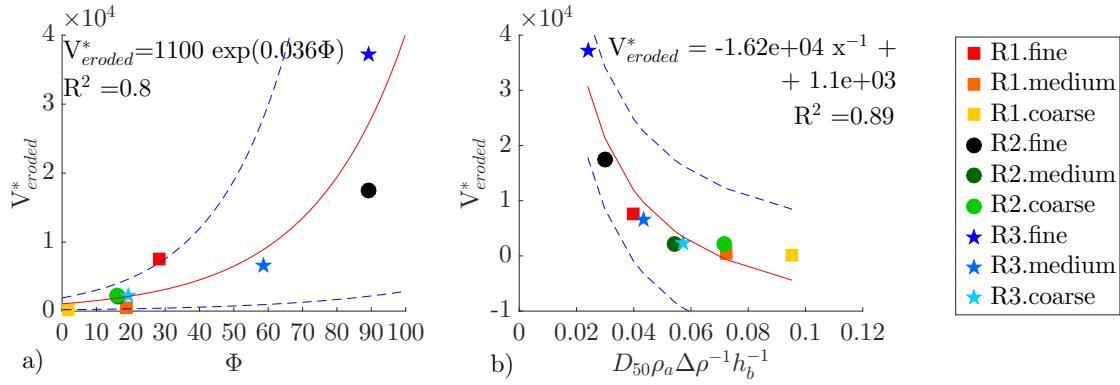 ×10⁴
V*eroded=1100 exp(0.036Φ)
R² =0.8
V*eroded
4
3
2
1
0
0 10 20 30 40 50 60 70 80 90 100
a)
Φ
×10⁴
V*eroded = -1.62e+04 x⁻¹ +
+ 1.1e+03
R² =0.89
V*eroded
4
3
2
1
0
-1
0 0.02 0.04 0.06 0.08 0.1 0.12
b)
D₅₀ρₐΔρ⁻¹h_b⁻¹
R1.fine
R1.medium
R1.coarse
R2.fine
R2.medium
R2.coarse
R3.fine
R3.medium
R3.coarse